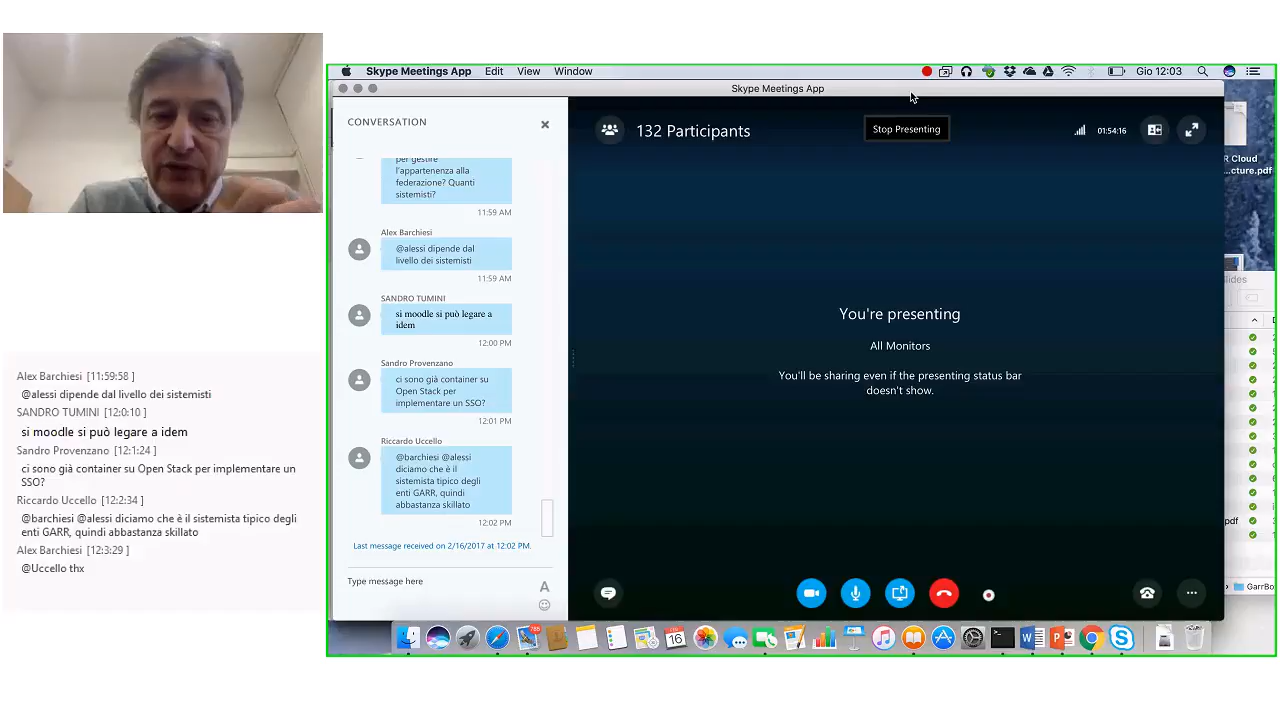 Skype Meetings App
Edit
View
Window
Gio 12:03
Skype Meetings App
CONVERSATION
per gestire
l'appartenenza alla
federazione? Quanti
sistemisti?
11:59 AM
Alex Barchiesi
@alessi dipende dal
livello dei sistemisti
11:59 AM
SANDRO TUMINI
si moodle si può legare a
idem
12:00 PM
Sandro Provenzano
ci sono già container su
Open Stack per
implementare un SSO?
12:01 PM
Riccardo Uccello
@barchiesi @alessi
diciamo che è il
sistemista tipico degli
enti GARR, quindi
abbastanza skillato
12:02 PM
Last message received on 2/16/2017 at 12:02 PM.
Type message here
A
132 Participants
Stop Presenting
01:54:16
You're presenting
All Monitors
You'll be sharing even if the presenting status bar
doesn't show.
R Cloud
...cture.pdf
lides
pdf
GarrBo
16
Alex Barchiesi [11:59:58 ]
@alessi dipende dal livello dei sistemisti
SANDRO TUMINI [12:0:10 ]
si moodle si può legare a idem
Sandro Provenzano [12:1:24 ]
ci sono già container su Open Stack per implementare un
SSO?
Riccardo Uccello [12:2:34 ]
@barchiesi @alessi diciamo che è il sistemista tipico degli
enti GARR, quindi abbastanza skillato
Alex Barchiesi [12:3:29 ]
@Uccello thx